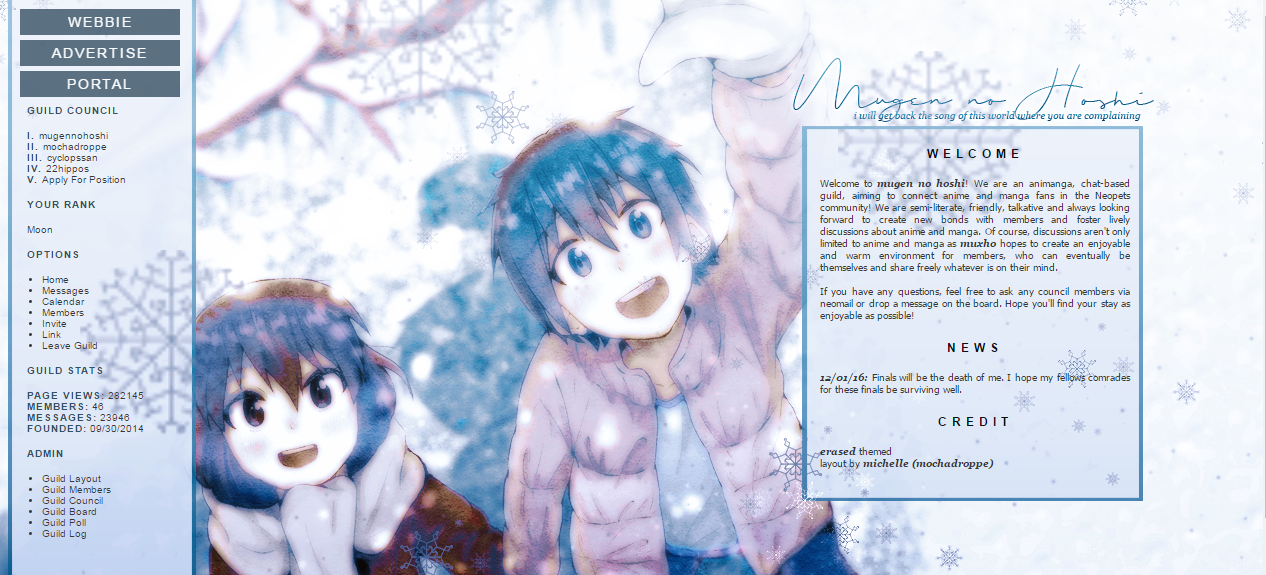 WEBBIE
ADVERTISE
PORTAL
GUILD COUNCIL
I. mugennohoshi
II. mochadroppe
III. cyclopssan
IV. 22hippos
V. Apply For Position
YOUR RANK
Moon
OPTIONS
• Home
• Messages
• Calendar
• Members
• Invite
• Link
• Leave Guild
GUILD STATS
PAGE VIEWS: 282145
MEMBERS: 46
MESSAGES: 23946
FOUNDED: 09/30/2014
ADMIN
• Guild Layout
• Guild Members
• Guild Council
• Guild Board
• Guild Poll
• Guild Log
Mugen no Hoshi
i will get back the song of this world where you are complaining
WELCOME
Welcome to mugen no hoshi! We are an animanga, chat-based
guild, aiming to connect anime and manga fans in the Neopets
community! We are semi-literate, friendly, talkative and always looking
forward to create new bonds with members and foster lively
discussions about anime and manga. Of course, discussions aren't only
limited to anime and manga as muxho hopes to create an enjoyable
and warm environment for members, who can eventually be
themselves and share freely whatever is on their mind.
If you have any questions, feel free to ask any council members via
neomail or drop a message on the board. Hope you'll find your stay as
enjoyable as possible!
NEWS
12/01/16: Finals will be the death of me. I hope my fellows comrades
for these finals be surviving well.
CREDIT
erased themed
layout by michelle (mochadroppe)